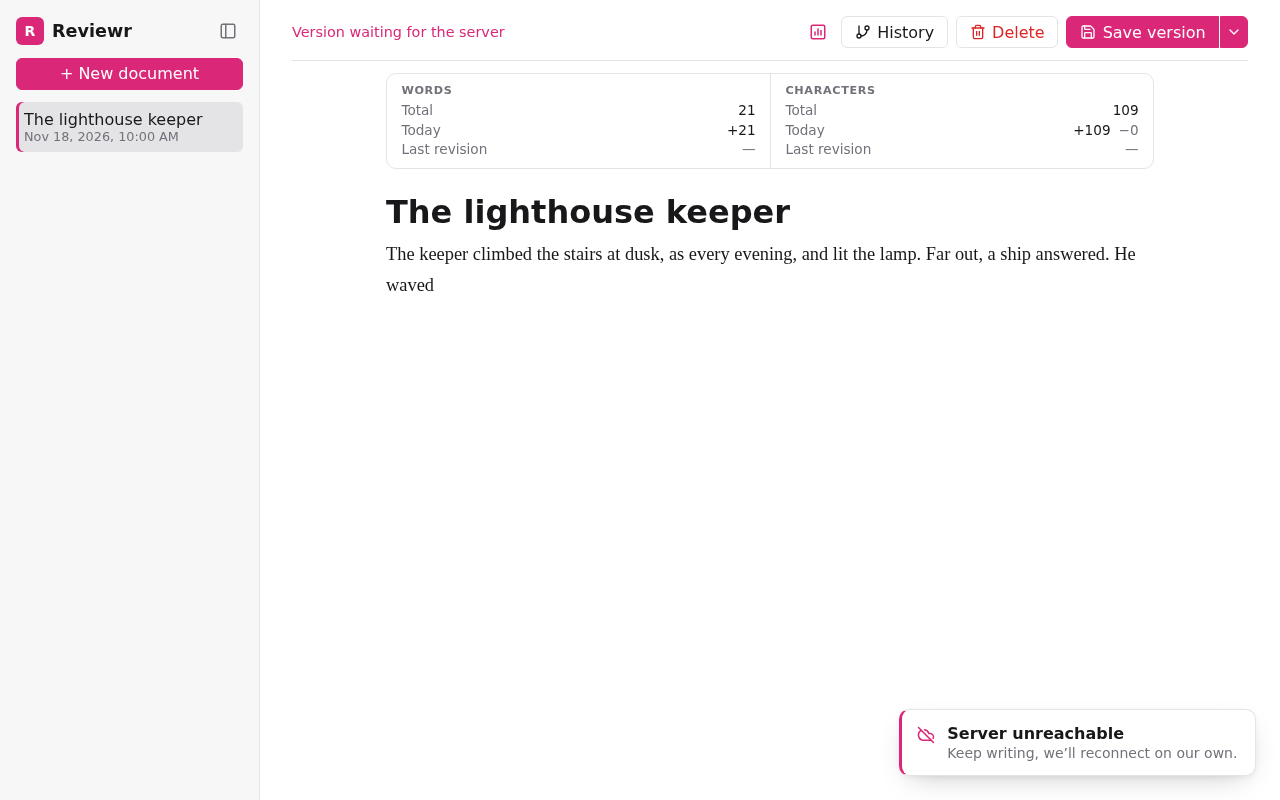 R Reviewr
+ New document
The lighthouse keeper
Nov 18, 2026, 10:00 AM
Version waiting for the server
History
Delete
Save version
WORDS
Total 21
Today +21
Last revision —
CHARACTERS
Total 109
Today +109 −0
Last revision —
The lighthouse keeper
The keeper climbed the stairs at dusk, as every evening, and lit the lamp. Far out, a ship answered. He
waved
Server unreachable
Keep writing, we’ll reconnect on our own.